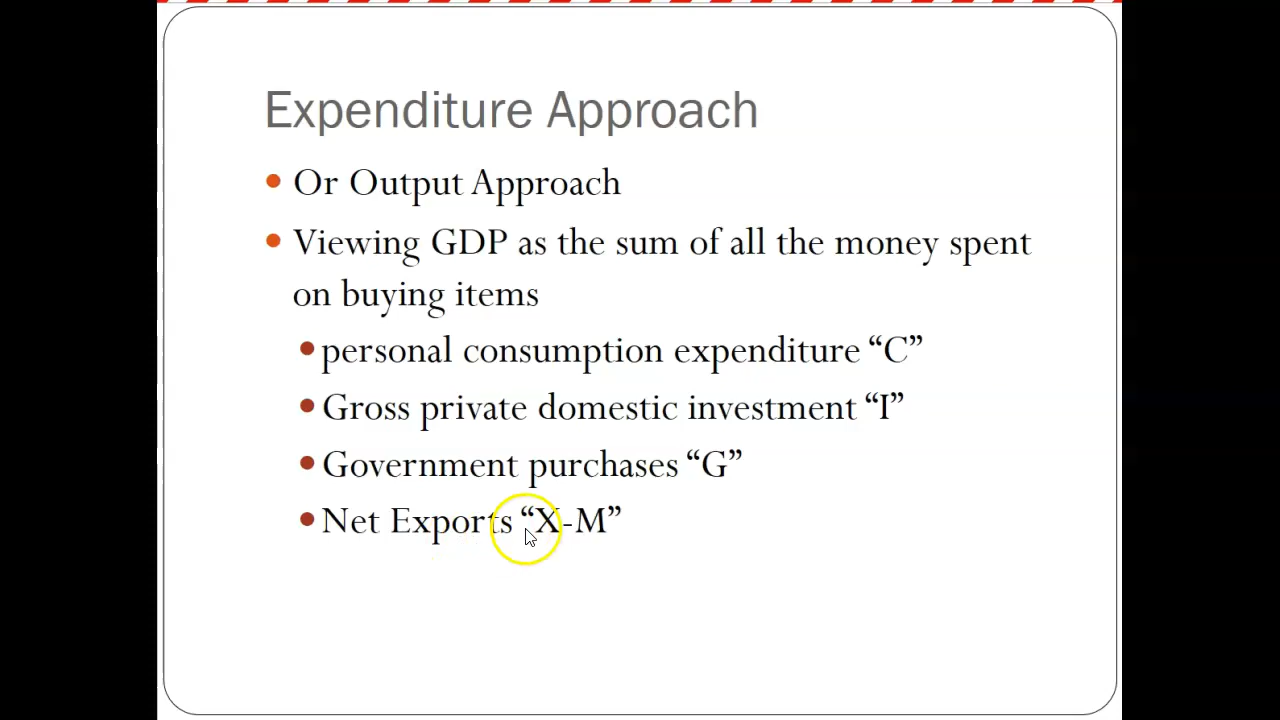 Expenditure Approach
Or Output Approach
Viewing GDP as the sum of all the money spent
on buying items
personal consumption expenditure “C”
Gross private domestic investment “I”
Government purchases “G”
Net Exports “X-M”